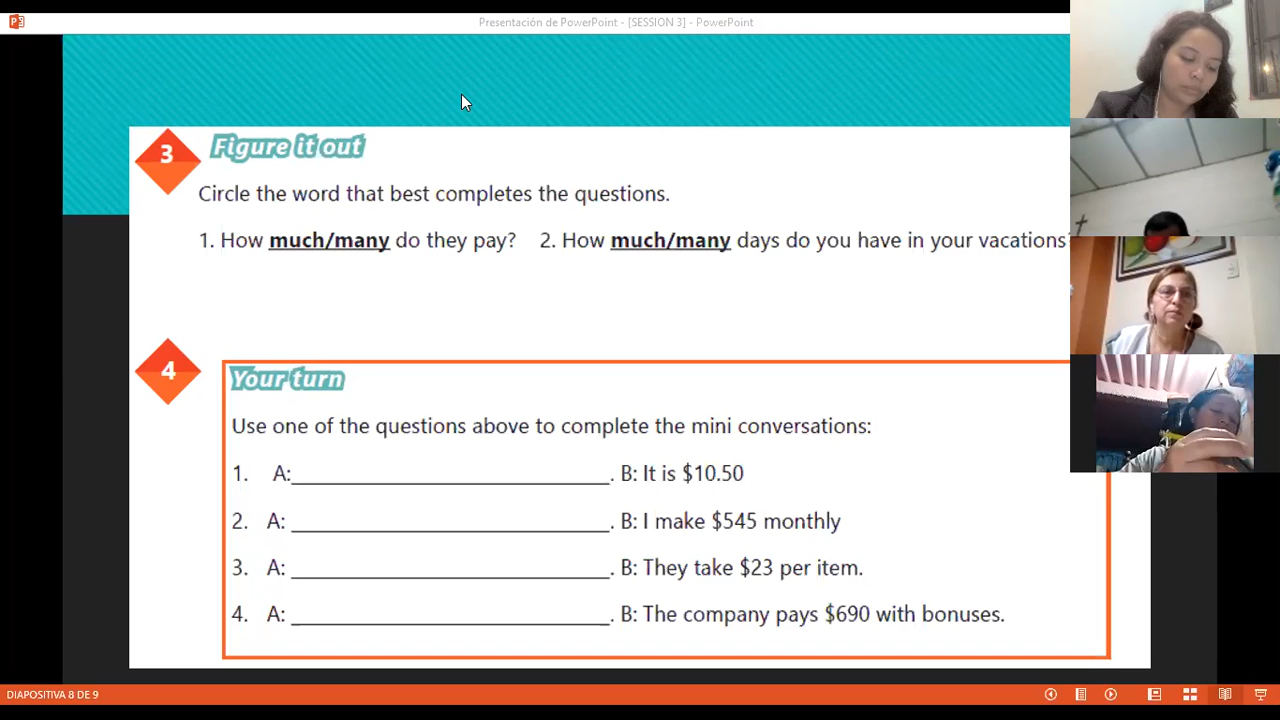 Presentación de PowerPoint - [SESSION 3] - PowerPoint
3 Figure it out
Circle the word that best completes the questions.
1. How much/many do they pay? 2. How much/many days do you have in your vacations?
4 Your turn
Use one of the questions above to complete the mini conversations:
1. A:______________________________. B: It is $10.50
2. A: ______________________________. B: I make $545 monthly
3. A: ______________________________. B: They take $23 per item.
4. A: ______________________________. B: The company pays $690 with bonuses.
DIAPOSITIVA 8 DE 9